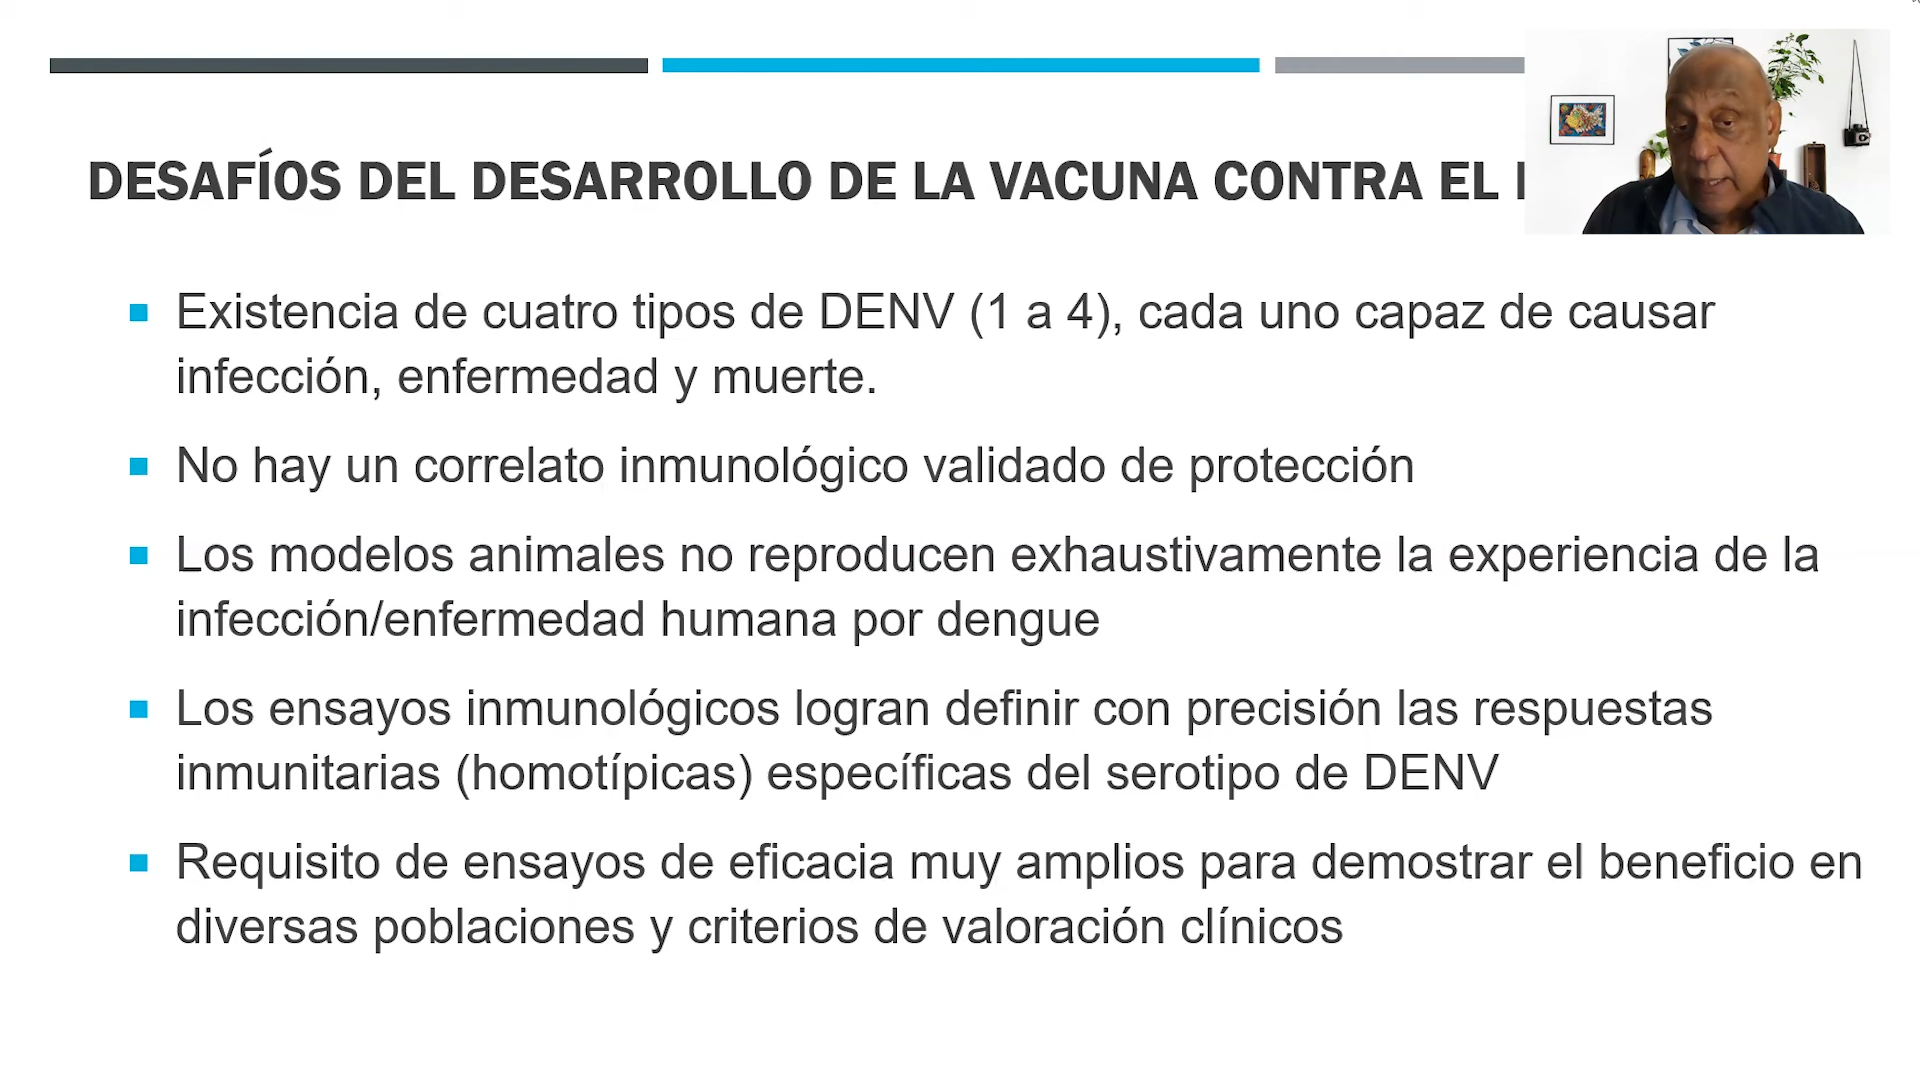 DESAFÍOS DEL DESARROLLO DE LA VACUNA CONTRA EL
Existencia de cuatro tipos de DENV (1 a 4), cada uno capaz de causar
infección, enfermedad y muerte.
No hay un correlato inmunológico validado de protección
Los modelos animales no reproducen exhaustivamente la experiencia de la
infección/enfermedad humana por dengue
Los ensayos inmunológicos logran definir con precisión las respuestas
inmunitarias (homotípicas) específicas del serotipo de DENV
Requisito de ensayos de eficacia muy amplios para demostrar el beneficio en
diversas poblaciones y criterios de valoración clínicos